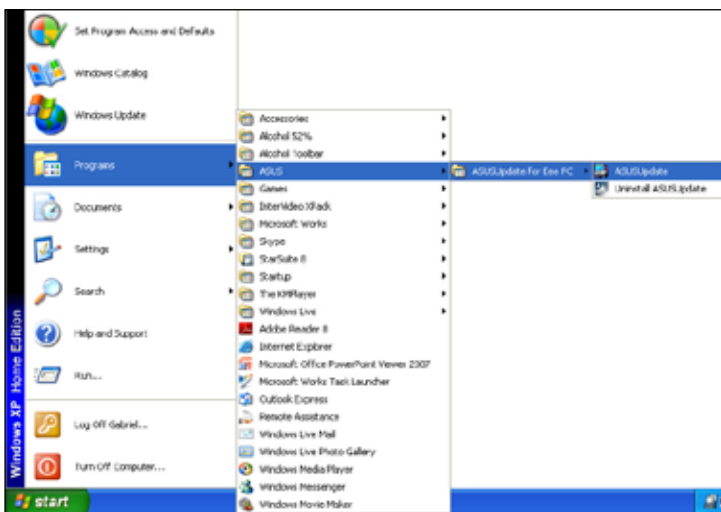 Set Program Access and Defaults
Windows Catalog
Windows Update
Programs
Documents
Settings
Search
Help and Support
Run...
Log Off Gabriel...
Turn Off Computer...
Windows XP Home Edition
start
Accessories
Alcohol 52%
Alcohol Toolbar
ASUS
Games
InterVideo XPack
Microsoft Works
Skype
StarSuite 8
Startup
The KMPlayer
Windows Live
Adobe Reader 8
Internet Explorer
Microsoft Office PowerPoint Viewer 2007
Microsoft Works Task Launcher
Outlook Express
Remote Assistance
Windows Live Mail
Windows Live Photo Gallery
Windows Media Player
Windows Messenger
Windows Movie Maker
ASUSUpdate for Eee PC
ASUSUpdate
Uninstall ASUSUpdate